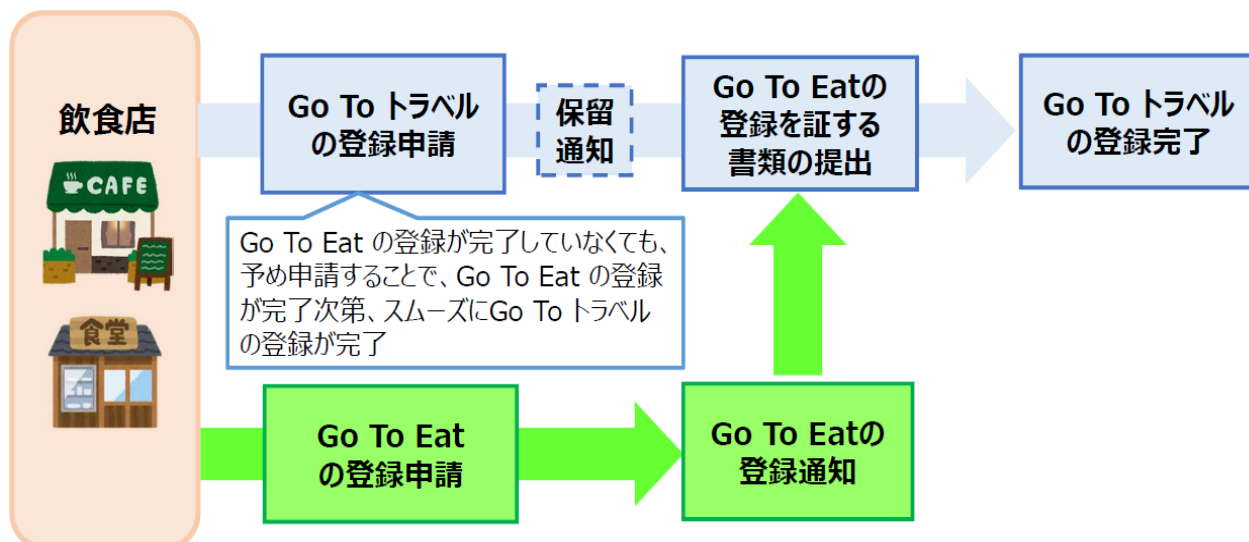 飲食店
CAFE
食堂
Go To トラベル
の登録申請
保留
通知
Go To Eatの
登録を証する
書類の提出
Go To トラベル
の登録完了
Go To Eat の登録が完了していなくても、
予め申請することで、Go To Eat の登録
が完了次第、スムーズにGo To トラベル
の登録が完了
Go To Eat
の登録申請
Go To Eatの
登録通知